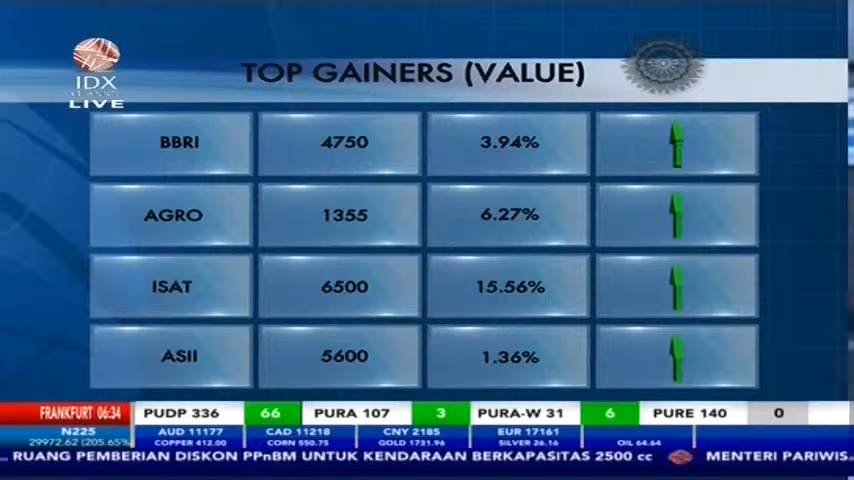 IDX
CHANNEL
LIVE
TOP GAINERS (VALUE)
BBRI 4750 3.94%
AGRO 1355 6.27%
ISAT 6500 15.56%
ASII 5600 1.36%
FRANKFURT 06:34 PUDP 336 66 PURA 107 3 PURA-W 31 6 PURE 140 0
N225 AUD 11177 CAD 11218 CNY 2185 EUR 17161
29972.62 (205.65%) COPPER 412.00 CORN 550.75 GOLD 1731.96 SILVER 26.16 OIL 64.64
RUANG PEMBERIAN DISKON PPnBM UNTUK KENDARAAN BERKAPASITAS 2500 cc MENTERI PARIWIS